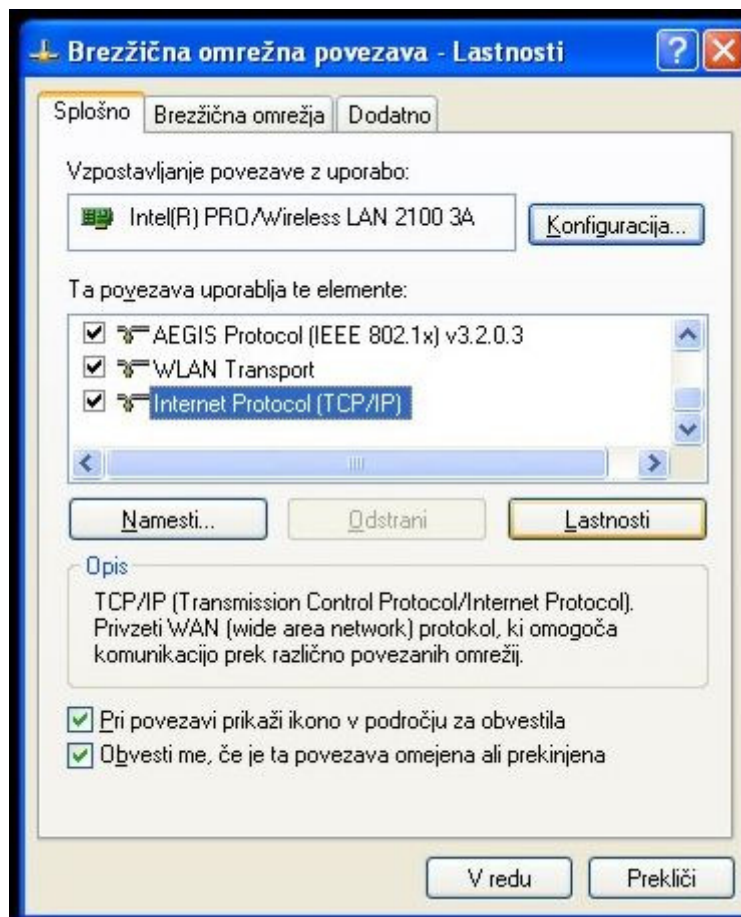 Brezžična omrežna povezava - Lastnosti
Splošno
Brezžična omrežja
Dodatno
Vzpostavljanje povezave z uporabo:
Intel(R) PRO/Wireless LAN 2100 3A
Konfiguracija...
Ta povezava uporablja te elemente:
AEGIS Protocol (IEEE 802.1x) v3.2.0.3
WLAN Transport
Internet Protocol (TCP/IP)
Namesti...
Odstrani
Lastnosti
Opis
TCP/IP (Transmission Control Protocol/Internet Protocol).
Privzeti WAN (wide area network) protokol, ki omogoča
komunikacijo prek različno povezanih omrežij.
Pri povezavi prikaži ikono v področju za obvestila
Obvesti me, če je ta povezava omejena ali prekinjena
V redu
Prekliči